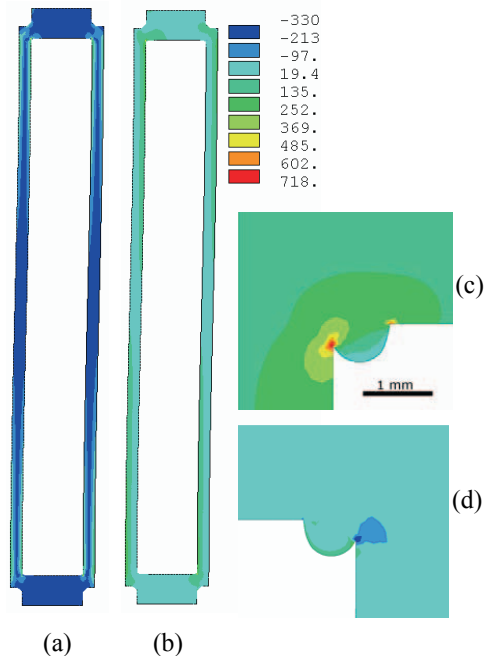 -330
-213
-97.
19.4
135.
252.
369.
485.
602.
718.
(c)
1 mm
(d)
(a) (b)